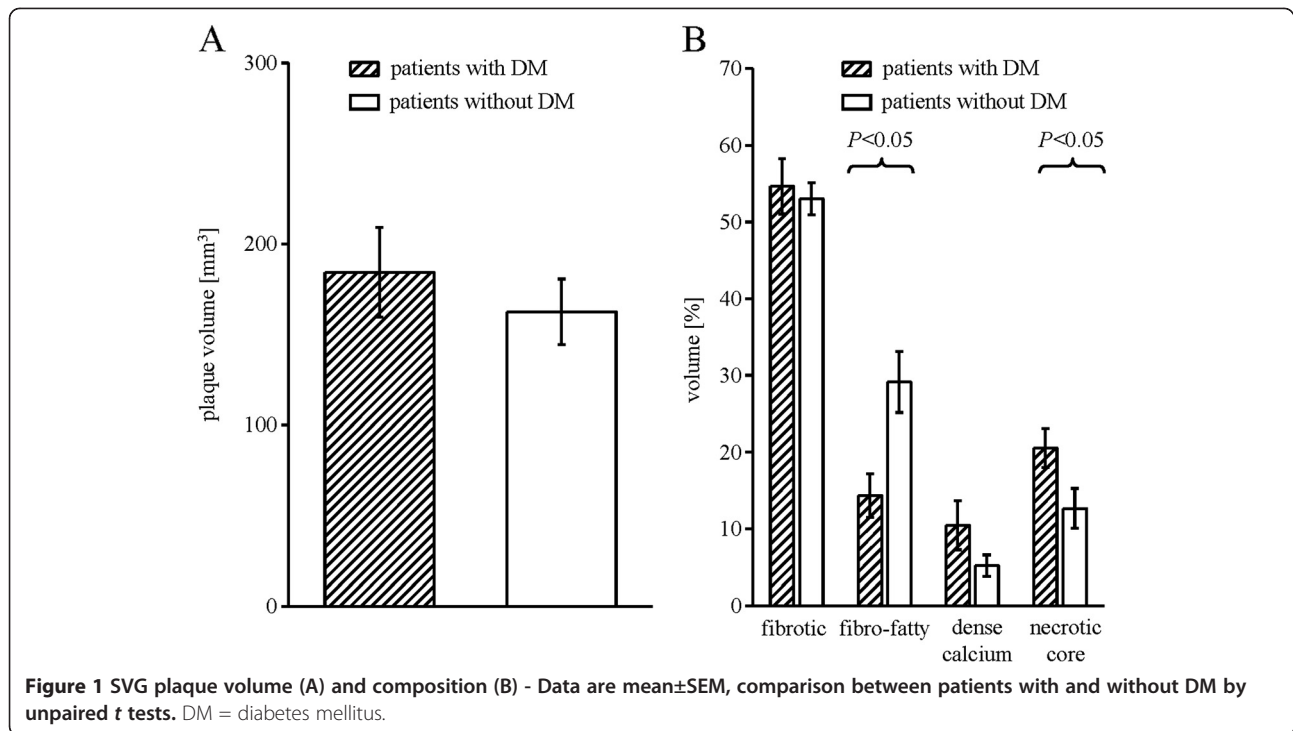 A
300
200
100
0
plaque volume [mm³]
patients with DM
patients without DM
B
70
60
50
40
30
20
10
0
volume [%]
patients with DM
patients without DM
P<0.05
P<0.05
fibrotic
fibro-fatty
dense
calcium
necrotic
core
Figure 1 SVG plaque volume (A) and composition (B) - Data are mean±SEM, comparison between patients with and without DM by
unpaired t tests. DM = diabetes mellitus.